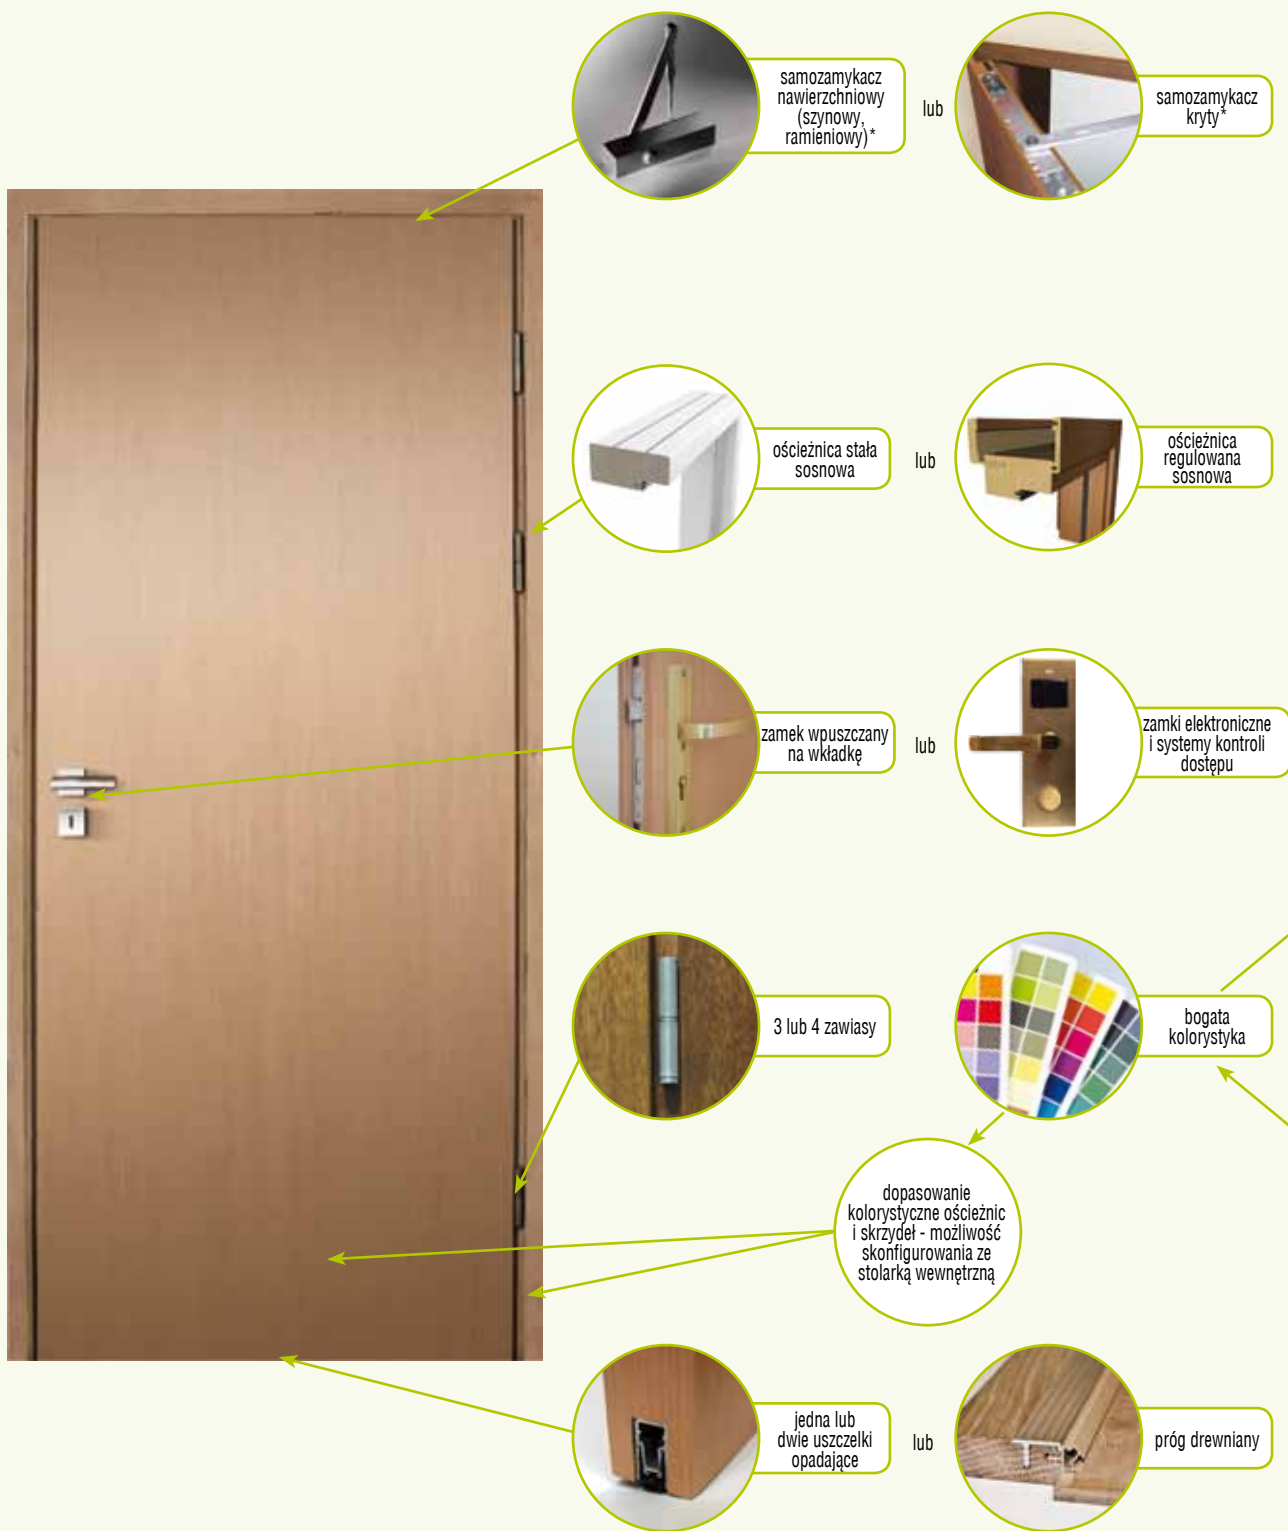 samozamykacz
nawierzchniowy
(szynowy,
ramieniowy)*
lub
samozamykacz
kryty*
ościeżnica stała
sosnowa
lub
ościeżnica
regulowana
sosnowa
zamek wpuszczany
na wkładkę
lub
zamki elektroniczne
i systemy kontroli
dostępu
3 lub 4 zawiasy
bogata
kolorystyka
dopasowanie
kolorystyczne ościeżnic
i skrzydeł - możliwość
skonfigurowania ze
stolarką wewnętrzną
jedna lub
dwie uszczelki
opadające
lub
próg drewniany